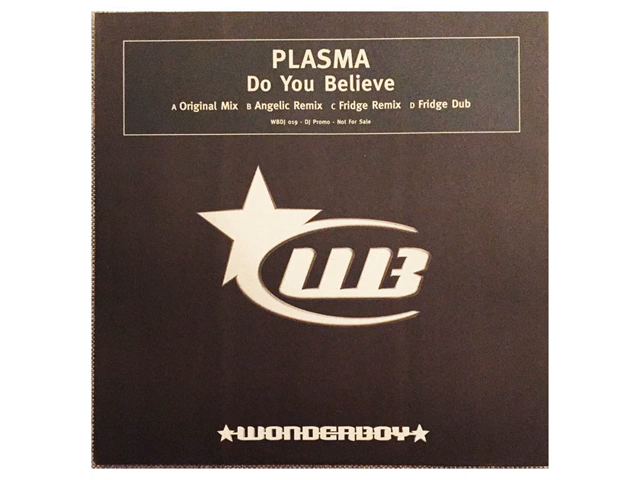 PLASMA
Do You Believe
A Original Mix B Angelic Remix C Fridge Remix D Fridge Dub
WBDJ 019 - DJ Promo - Not For Sale
WB
WONDERBOY